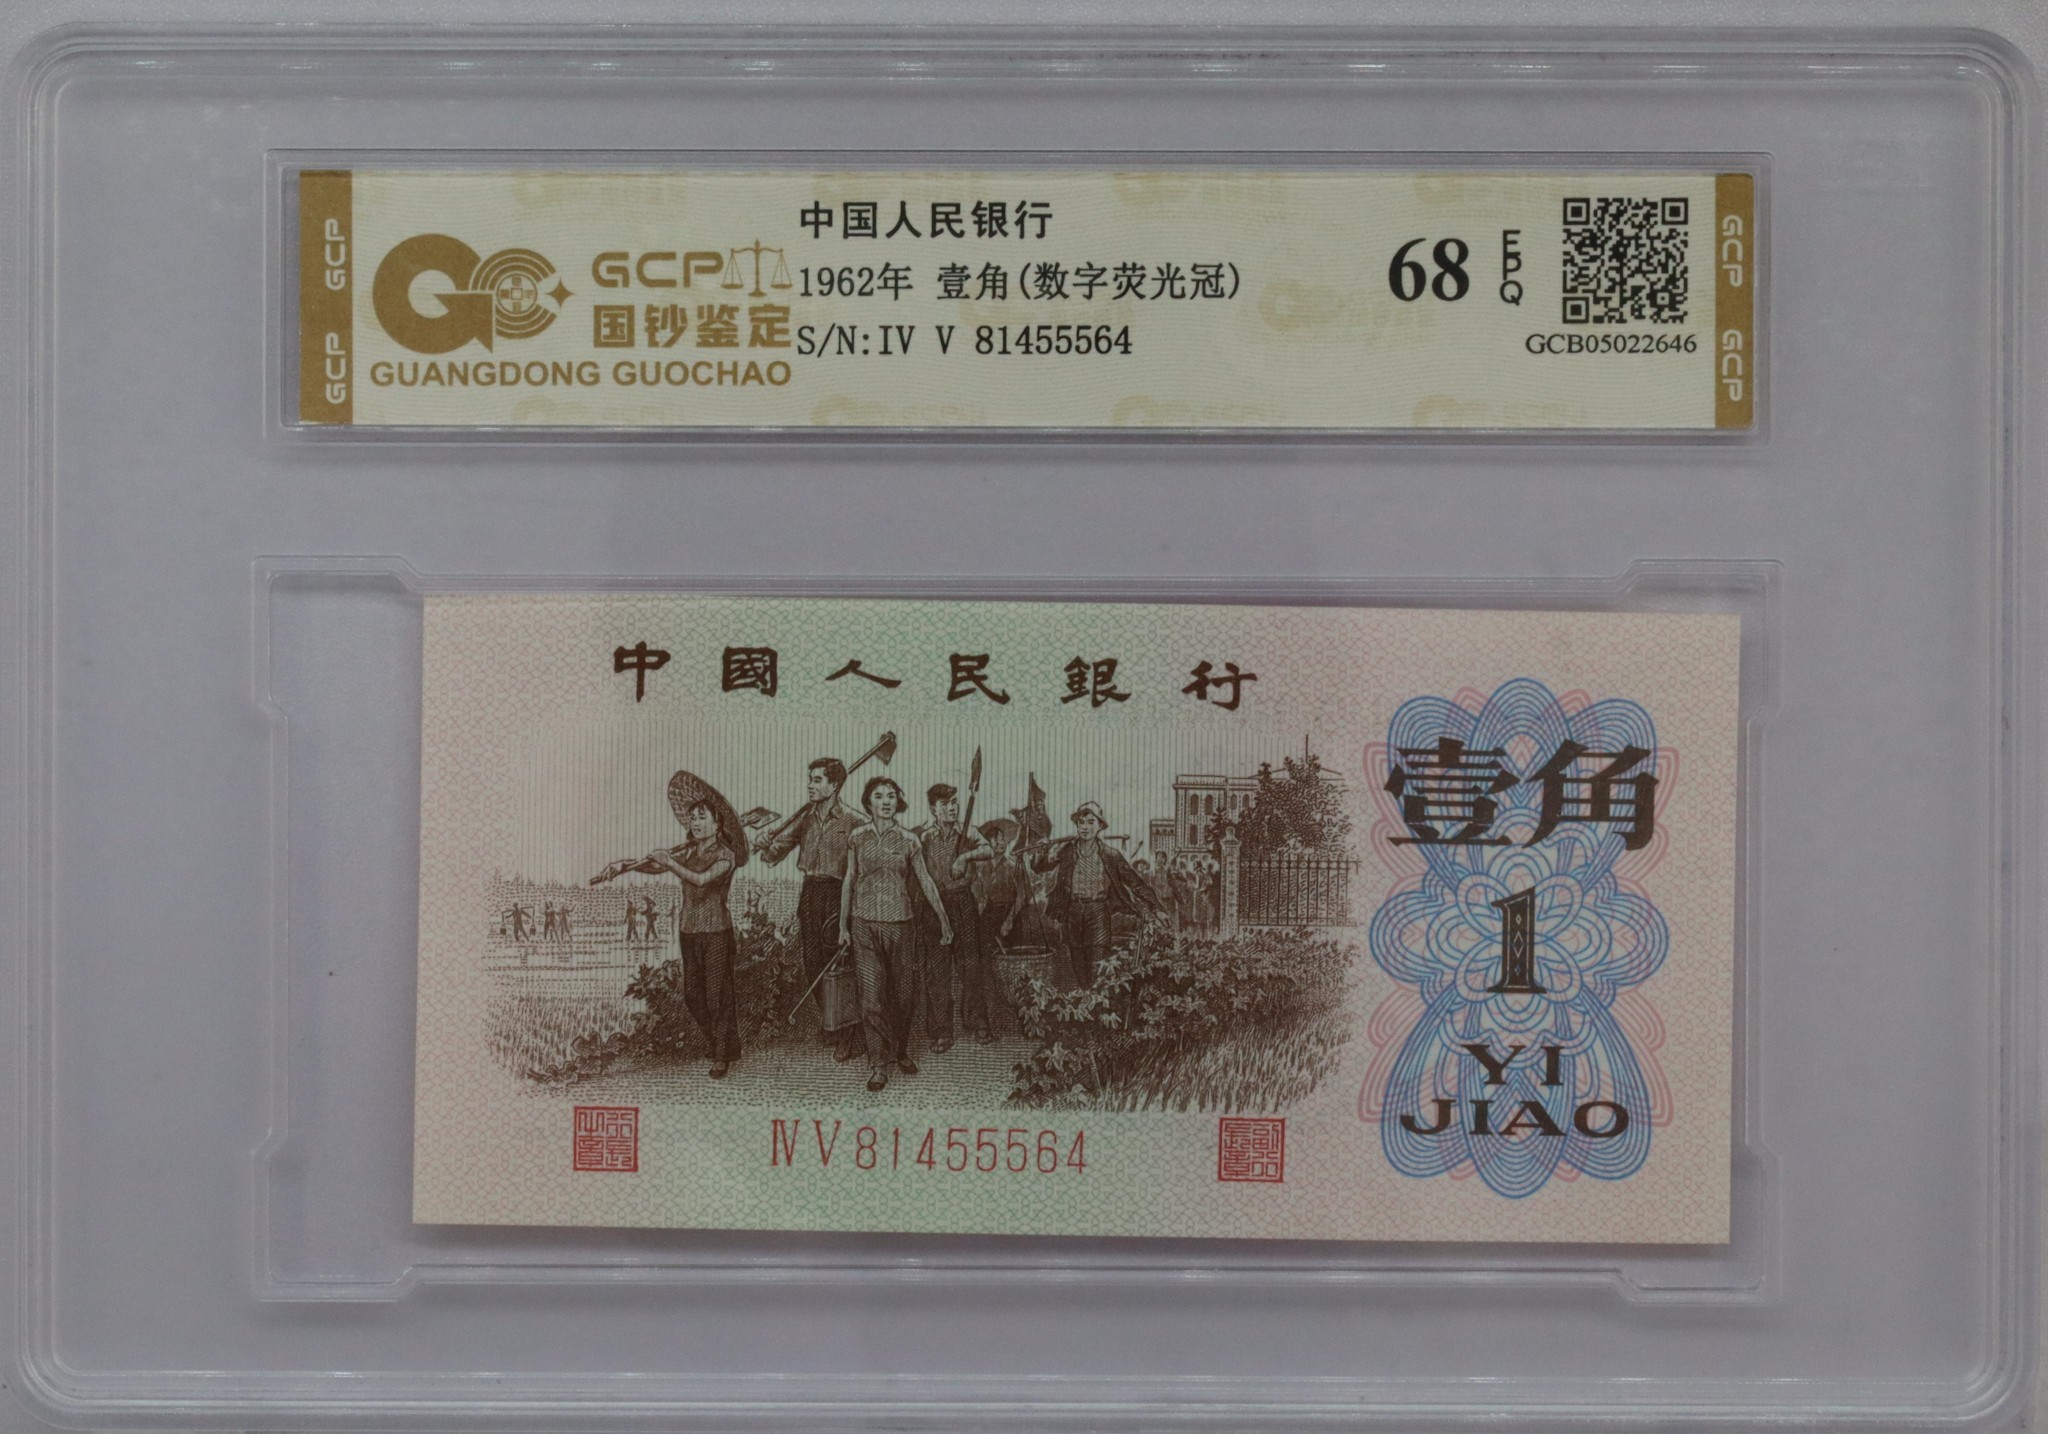 GCP
GCP
GCP
国钞鉴定
GUANGDONG GUOCHAO
中国人民银行
1962年 壹角(数字荧光冠)
S/N:IV V 81455564
68
EPQ
GCB05022646
GCP
GCP
中國人民銀行
壹角
1
YI
JIAO
IV V 81455564